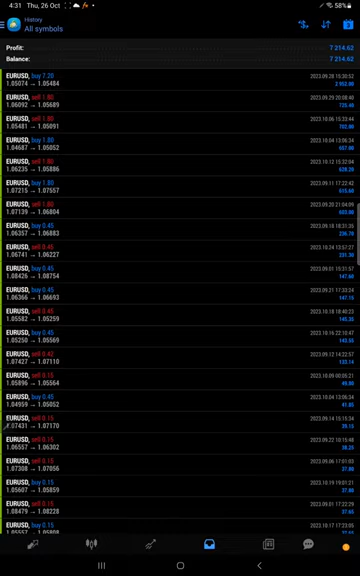 4:31 Thu, 26 Oct 58%
History
All symbols
Profit: 7 214.62
Balance: 7 214.62
EURUSD, buy 7.20 2023.09.28 15:30:52
1.05074 → 1.05484 2 952.00
EURUSD, sell 1.80 2023.09.29 20:08:40
1.06092 → 1.05689 725.40
EURUSD, sell 1.80 2023.10.06 15:33:44
1.05481 → 1.05091 702.00
EURUSD, buy 1.80 2023.10.04 13:06:24
1.04687 → 1.05052 657.00
EURUSD, sell 1.80 2023.10.12 15:32:04
1.06235 → 1.05886 628.20
EURUSD, buy 1.80 2023.09.11 17:22:42
1.07215 → 1.07557 615.60
EURUSD, sell 1.80 2023.09.20 21:04:09
1.07139 → 1.06804 603.00
EURUSD, buy 0.45 2023.09.18 18:31:35
1.06357 → 1.06883 236.70
EURUSD, sell 0.45 2023.10.24 13:57:27
1.06741 → 1.06227 231.30
EURUSD, buy 0.45 2023.09.01 15:31:57
1.08426 → 1.08754 147.60
EURUSD, buy 0.45 2023.09.21 17:33:24
1.06366 → 1.06693 147.15
EURUSD, sell 0.45 2023.10.18 18:40:23
1.05582 → 1.05259 145.35
EURUSD, buy 0.45 2023.10.16 22:10:47
1.05250 → 1.05569 143.55
EURUSD, sell 0.42 2023.09.12 14:22:57
1.07427 → 1.07110 133.14
EURUSD, sell 0.15 2023.10.09 00:05:21
1.05896 → 1.05564 49.80
EURUSD, buy 0.45 2023.10.04 13:06:24
1.04959 → 1.05052 41.85
EURUSD, sell 0.15 2023.09.14 15:15:34
1.07431 → 1.07170 39.15
EURUSD, sell 0.15 2023.09.22 10:15:48
1.06557 → 1.06302 38.25
EURUSD, sell 0.15 2023.09.06 17:01:03
1.07308 → 1.07056 37.80
EURUSD, buy 0.15 2023.10.19 19:01:21
1.05607 → 1.05859 37.80
EURUSD, sell 0.15 2023.09.01 17:22:29
1.08479 → 1.08228 37.65
EURUSD, buy 0.15 2023.10.17 17:23:05
1.05557 → 1.05808 37.65